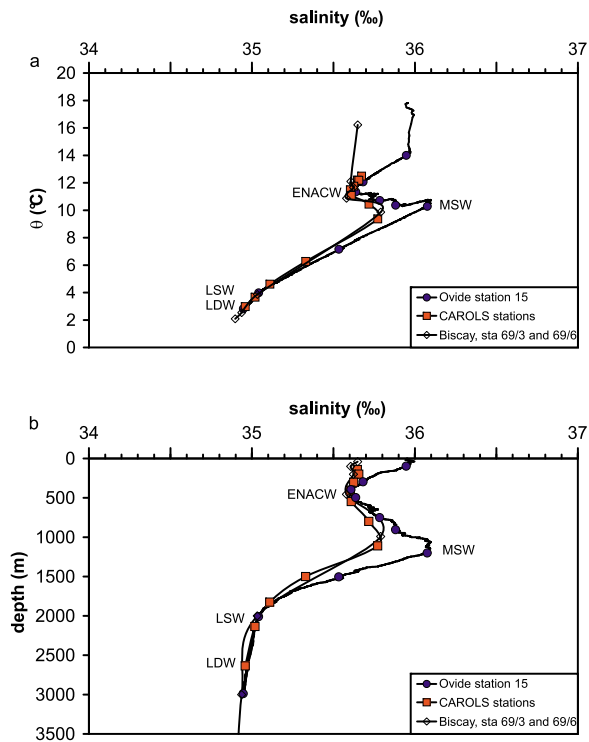 salinity (‰)
34 35 36 37
a
20
18
16
14
12
10
8
6
4
2
0
θ (°C)
ENACW
MSW
LSW
LDW
Ovide station 15
CAROLS stations
Biscay, sta 69/3 and 69/6
b
salinity (‰)
34 35 36 37
0
500
1000
1500
2000
2500
3000
3500
depth (m)
ENACW
MSW
LSW
LDW
Ovide station 15
CAROLS stations
Biscay, sta 69/3 and 69/6